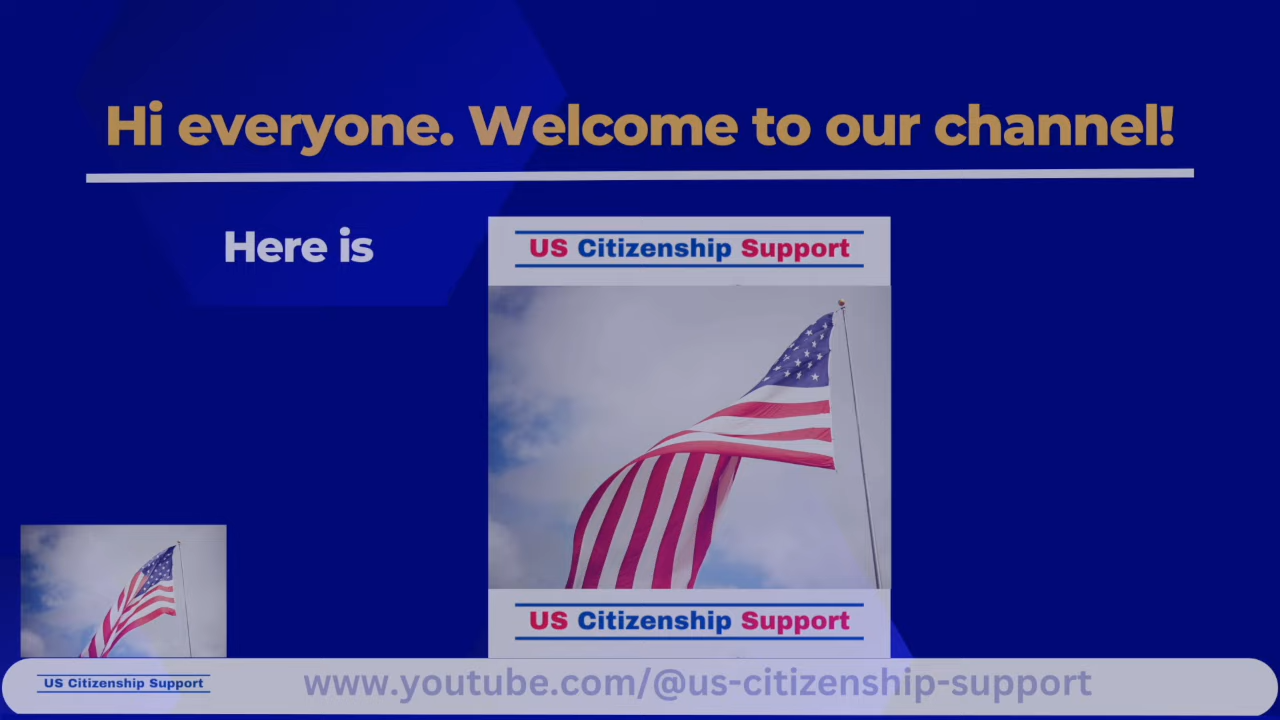 Hi everyone. Welcome to our channel!
Here is
US Citizenship Support
US Citizenship Support
US Citizenship Support
www.youtube.com/@us-citizenship-support